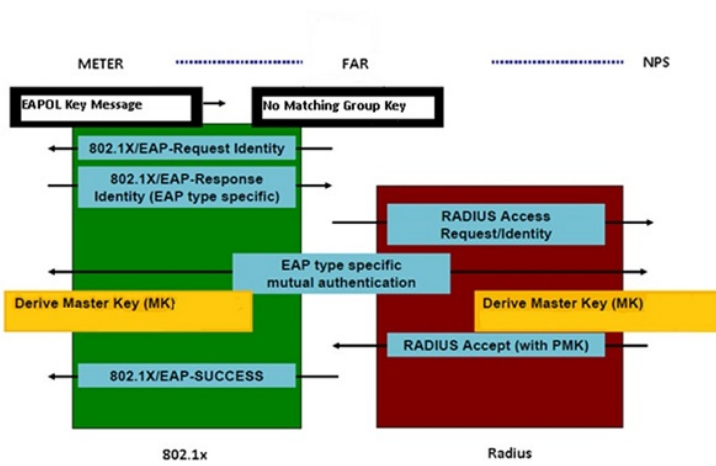 METER
FAR
NPS
EAPOL Key Message
No Matching Group Key
802.1X/EAP-Request Identity
802.1X/EAP-Response
Identity (EAP type specific)
RADIUS Access
Request/Identity
EAP type specific
mutual authentication
Derive Master Key (MK)
Derive Master Key (MK)
RADIUS Accept (with PMK)
802.1X/EAP-SUCCESS
802.1x
Radius